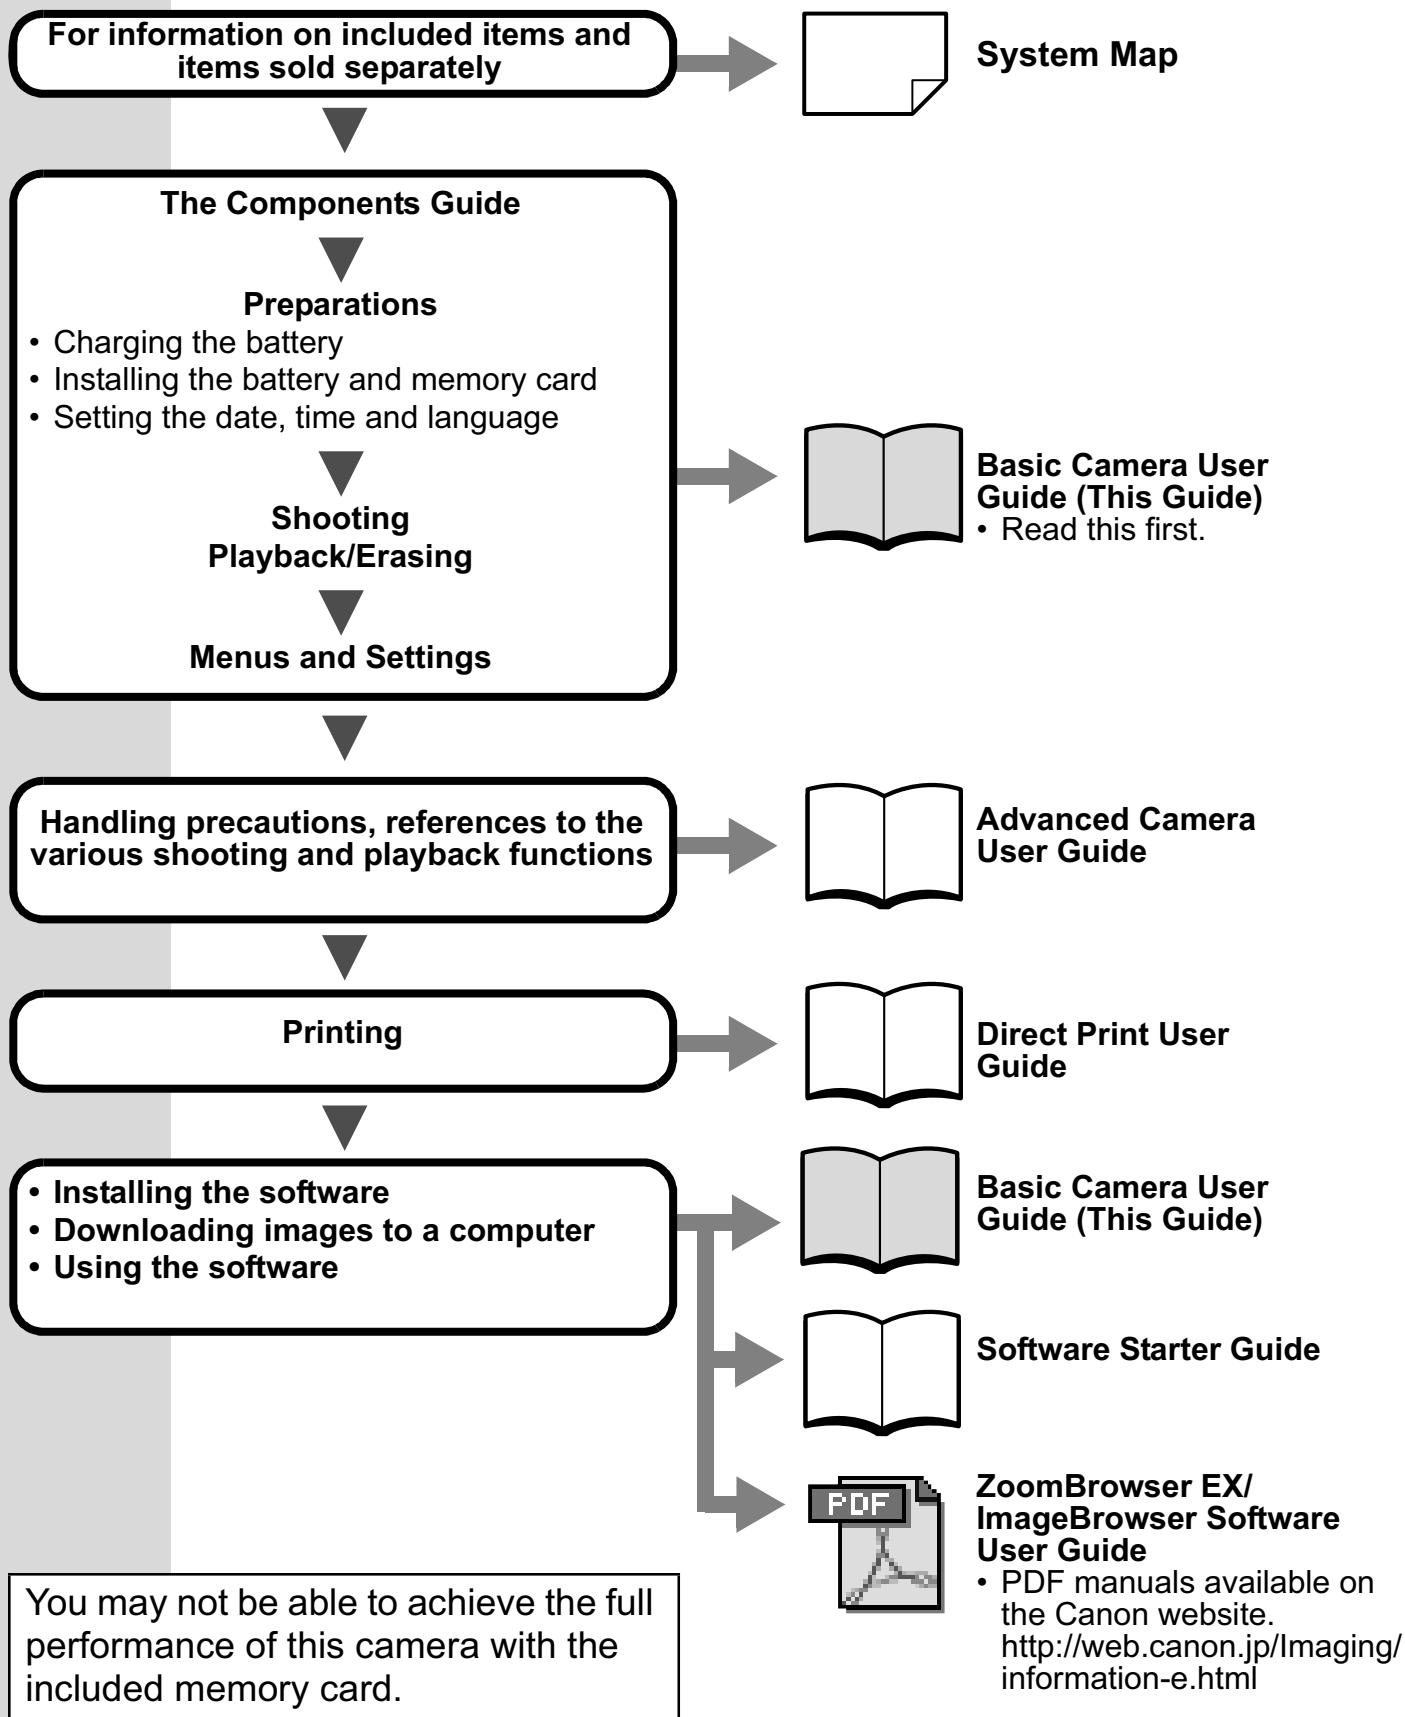 For information on included items and
items sold separately
System Map
The Components Guide
Preparations
• Charging the battery
• Installing the battery and memory card
• Setting the date, time and language
Shooting
Playback/Erasing
Menus and Settings
Basic Camera User
Guide (This Guide)
• Read this first.
Handling precautions, references to the
various shooting and playback functions
Advanced Camera
User Guide
Printing
Direct Print User
Guide
• Installing the software
• Downloading images to a computer
• Using the software
Basic Camera User
Guide (This Guide)
Software Starter Guide
PDF
ZoomBrowser EX/
ImageBrowser Software
User Guide
• PDF manuals available on
the Canon website.
http://web.canon.jp/Imaging/
information-e.html
You may not be able to achieve the full
performance of this camera with the
included memory card.